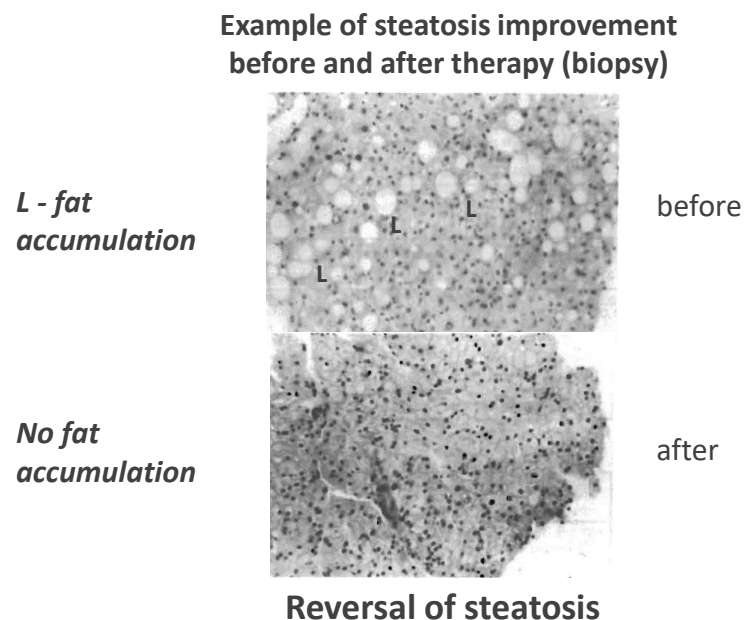 Example of steatosis improvement
before and after therapy (biopsy)
L - fat
accumulation
before
L
L
L
No fat
accumulation
after
Reversal of steatosis